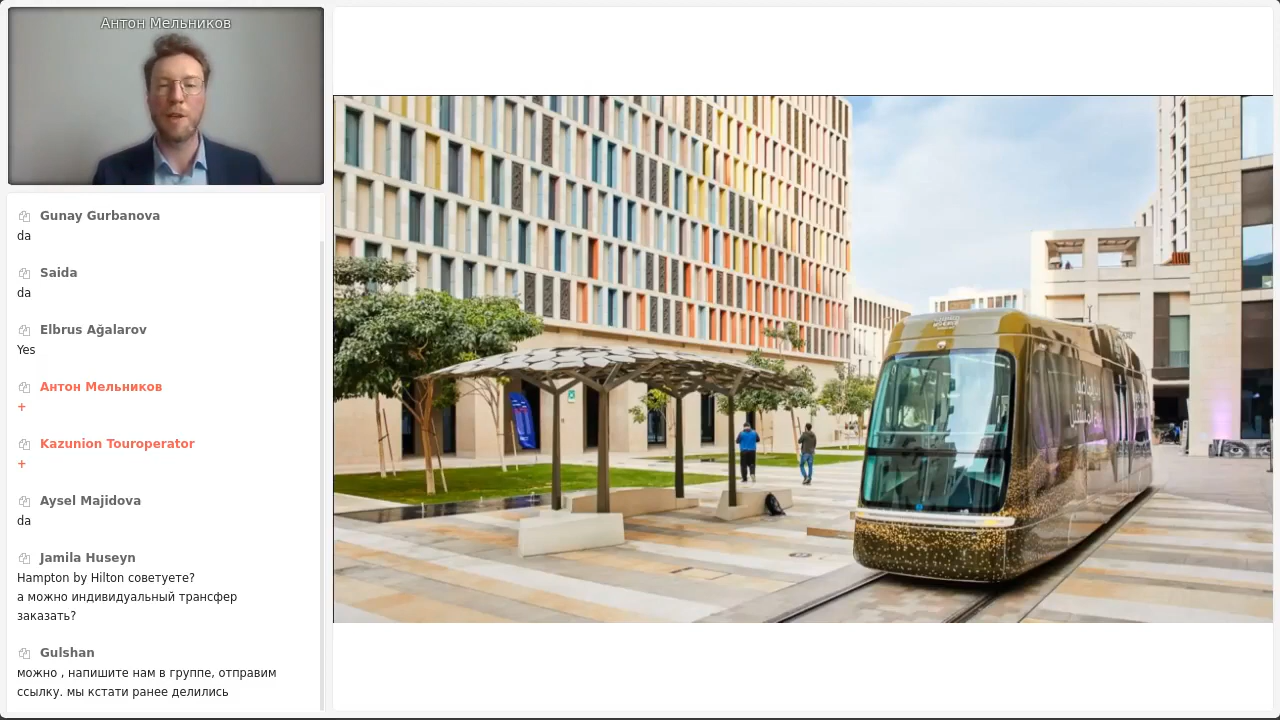 Антон Мельников
Gunay Gurbanova
da
Saida
da
Elbrus Ağalarov
Yes
Антон Мельников
+
Kazunion Touroperator
+
Aysel Majidova
da
Jamila Huseyn
Hampton by Hilton советуете?
а можно индивидуальный трансфер
заказать?
Gulshan
можно , напишите нам в группе, отправим
ссылку. мы кстати ранее делились